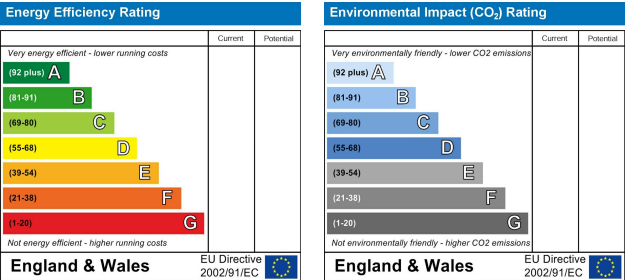 Energy Efficiency Rating
Current Potential
Very energy efficient - lower running costs
(92 plus) A
(81-91) B
(69-80) C
(55-68) D
(39-54) E
(21-38) F
(1-20) G
Not energy efficient - higher running costs
England & Wales
EU Directive
2002/91/EC
Environmental Impact (CO₂) Rating
Current Potential
Very environmentally friendly - lower CO2 emissions
(92 plus) A
(81-91) B
(69-80) C
(55-68) D
(39-54) E
(21-38) F
(1-20) G
Not environmentally friendly - higher CO2 emissions
England & Wales
EU Directive
2002/91/EC